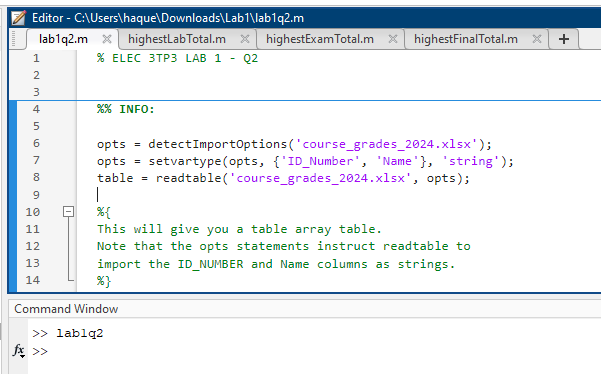 Editor - C:\Users\haque\Downloads\Lab1\lab1q2.m
lab1q2.m highestLabTotal.m highestExamTotal.m highestFinalTotal.m
1 % ELEC 3TP3 LAB 1 - Q2
2
3
4 %% INFO:
5
6 opts = detectImportOptions('course_grades_2024.xlsx');
7 opts = setvartype(opts, {'ID_Number', 'Name'}, 'string');
8 table = readtable('course_grades_2024.xlsx', opts);
9
10 %{
11 This will give you a table array table.
12 Note that the opts statements instruct readtable to
13 import the ID_NUMBER and Name columns as strings.
14 %}
Command Window
>> lab1q2
fx >>